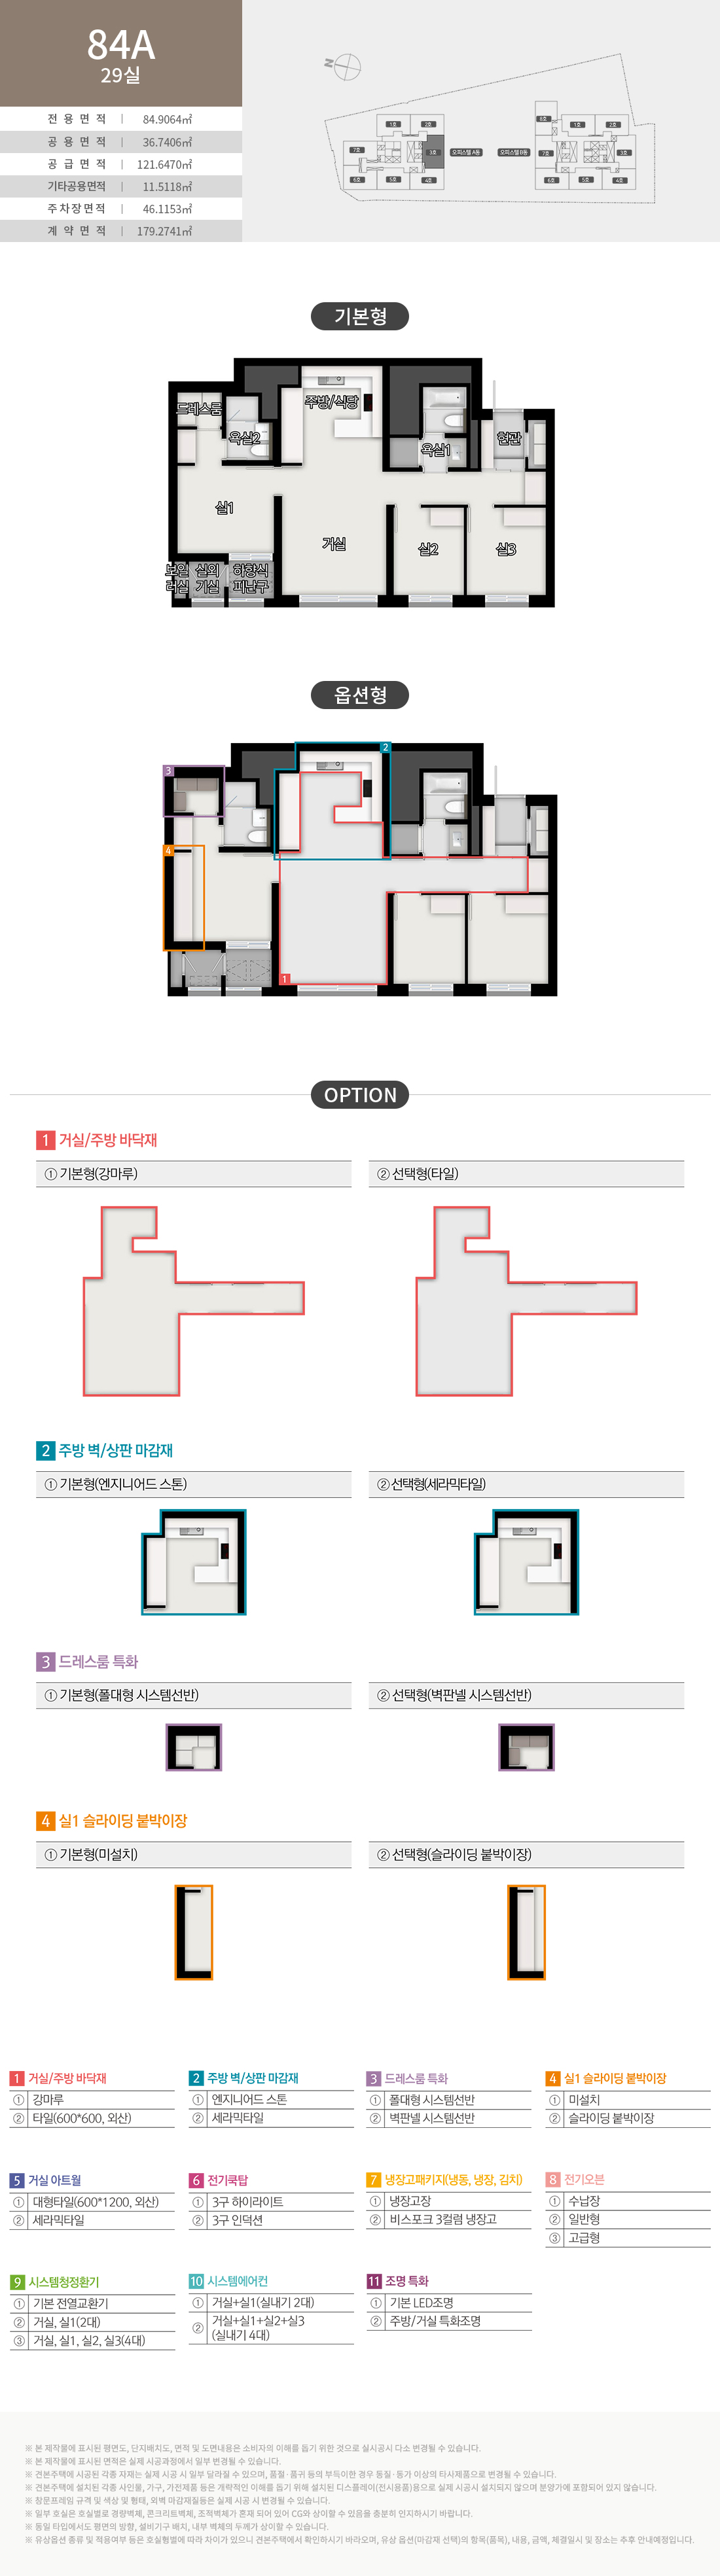 84A
29실
전 용 면 적 | 84.9064㎡
공 용 면 적 | 36.7406㎡
공 급 면 적 | 121.6470㎡
기타공용면적 | 11.5118㎡
주차장면적 | 46.1153㎡
계 약 면 적 | 179.2741㎡
N
1호 2호
7호 3호
6호 5호 4호
오피스텔 A동
오피스텔 B동
8호
1호 2호
7호 3호
6호 5호 4호
기본형
드레스룸
욕실2
주방/식당
욕실1
현관
실1
거실
실2
실3
보일러실
실외기실
하향식 피난구
옵션형
1
2
3
4
OPTION
1 거실/주방 바닥재
① 기본형(강마루)
② 선택형(타일)
2 주방 벽/상판 마감재
① 기본형(엔지니어드 스톤)
② 선택형(세라믹타일)
3 드레스룸 특화
① 기본형(폴대형 시스템선반)
② 선택형(벽판넬 시스템선반)
4 실1 슬라이딩 붙박이장
① 기본형(미설치)
② 선택형(슬라이딩 붙박이장)
1 거실/주방 바닥재
① 강마루
② 타일(600*600, 외산)
2 주방 벽/상판 마감재
① 엔지니어드 스톤
② 세라믹타일
3 드레스룸 특화
① 폴대형 시스템선반
② 벽판넬 시스템선반
4 실1 슬라이딩 붙박이장
① 미설치
② 슬라이딩 붙박이장
5 거실 아트월
① 대형타일(600*1200, 외산)
② 세라믹타일
6 전기쿡탑
① 3구 하이라이트
② 3구 인덕션
7 냉장고패키지(냉동, 냉장, 김치)
① 냉장고장
② 비스포크 3컬럼 냉장고
8 전기오븐
① 수납장
② 일반형
③ 고급형
9 시스템청정환기
① 기본 전열교환기
② 거실, 실1(2대)
③ 거실, 실1, 실2, 실3(4대)
10 시스템에어컨
① 거실+실1(실내기 2대)
② 거실+실1+실2+실3
(실내기 4대)
11 조명 특화
① 기본 LED조명
② 주방/거실 특화조명
※ 본 제작물에 표시된 평면도, 단지배치도, 면적 및 도면내용은 소비자의 이해를 돕기 위한 것으로 실시공시 다소 변경될 수 있습니다.
※ 본 제작물에 표시된 면적은 실제 시공과정에서 일부 변경될 수 있습니다.
※ 견본주택에 시공된 각종 자재는 실제 시공 시 일부 달라질 수 있으며, 품절·품귀 등의 부득이한 경우 동질·동가 이상의 타사제품으로 변경될 수 있습니다.
※ 견본주택에 설치된 각종 사인물, 가구, 가전제품 등은 개략적인 이해를 돕기 위해 설치된 디스플레이(전시용품)용으로 실제 시공시 설치되지 않으며 분양가에 포함되어 있지 않습니다.
※ 창문프레임 규격 및 색상 및 형태, 외벽 마감재질등은 실제 시공 시 변경될 수 있습니다.
※ 일부 호실은 호실별로 경량벽체, 콘크리트벽체, 조적벽체가 혼재 되어 있어 CG와 상이할 수 있음을 충분히 인지하시기 바랍니다.
※ 동일 타입에서도 평면의 방향, 설비기구 배치, 내부 벽체의 두께가 상이할 수 있습니다.
※ 유상옵션 종류 및 적용여부 등은 호실형별에 따라 차이가 있으니 견본주택에서 확인하시기 바라오며, 유상 옵션(마감재 선택)의 항목(품목), 내용, 금액, 체결일시 및 장소는 추후 안내예정입니다.